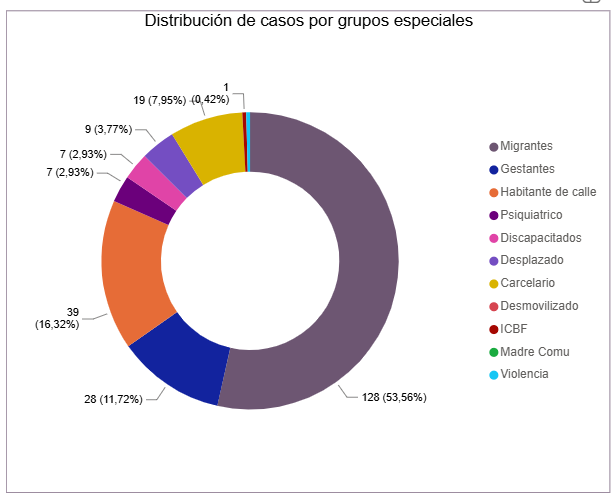 Distribución de casos por grupos especiales
1
(0,42%)
19 (7,95%)
9 (3,77%)
7 (2,93%)
7 (2,93%)
39
(16,32%)
28 (11,72%)
128 (53,56%)
Migrantes
Gestantes
Habitante de calle
Psiquiatrico
Discapacitados
Desplazado
Carcelario
Desmovilizado
ICBF
Madre Comu
Violencia